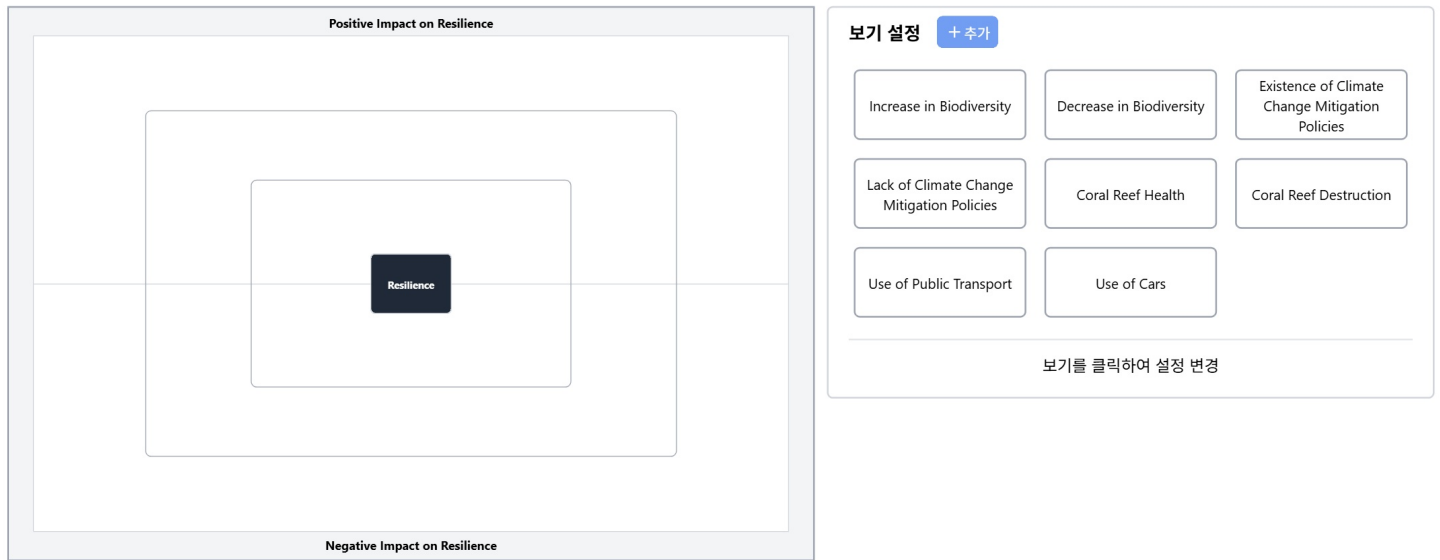 Positive Impact on Resilience
Resilience
Negative Impact on Resilience
보기 설정
+ 추가
Increase in Biodiversity
Decrease in Biodiversity
Existence of Climate
Change Mitigation
Policies
Lack of Climate Change
Mitigation Policies
Coral Reef Health
Coral Reef Destruction
Use of Public Transport
Use of Cars
보기를 클릭하여 설정 변경